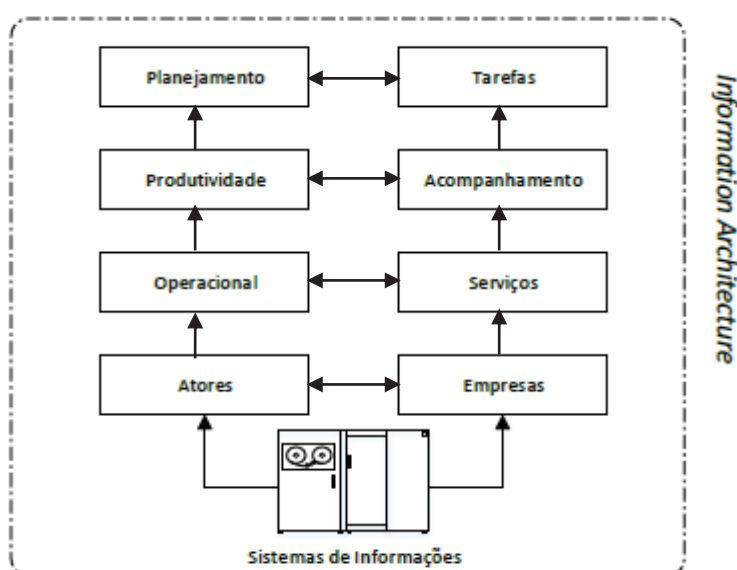 Planejamento
Tarefas
Produtividade
Acompanhamento
Operacional
Serviços
Atores
Empresas
Sistemas de Informações
Information Architecture